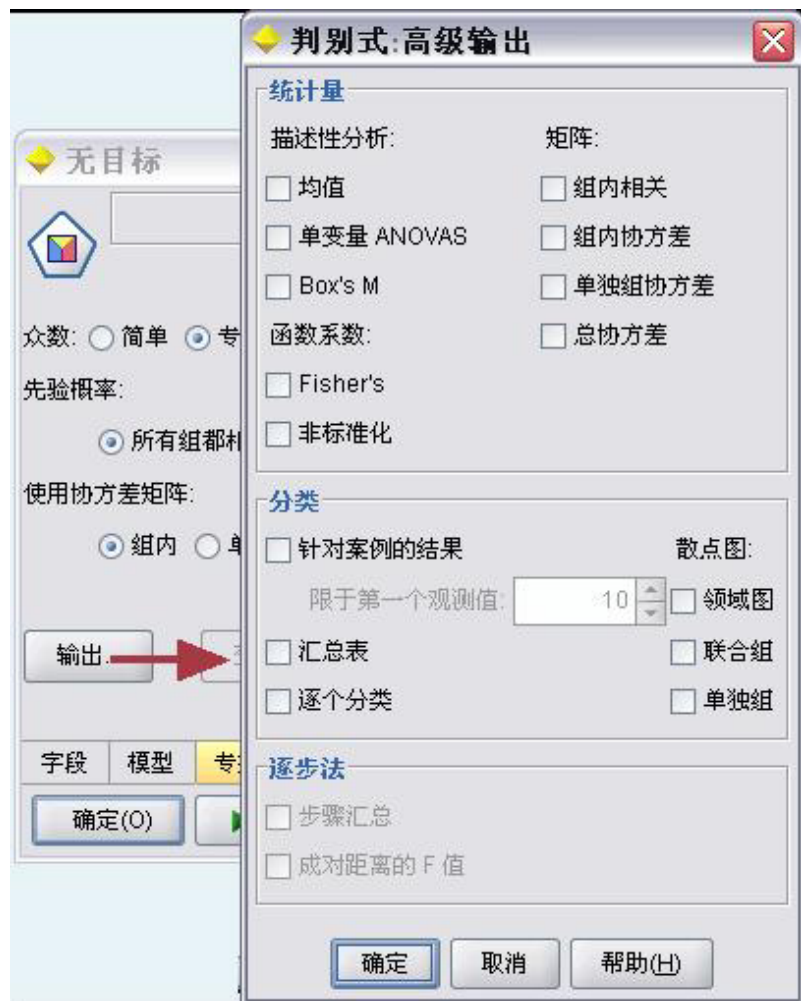 判别式:高级输出
统计量
描述性分析:
矩阵:
均值
组内相关
单变量 ANOVAS
组内协方差
Box's M
单独组协方差
函数系数:
总协方差
Fisher's
非标准化
分类
针对案例的结果
散点图:
限于第一个观测值:
10
领域图
汇总表
联合组
逐个分类
单独组
逐步法
步骤汇总
成对距离的 F 值
确定
取消
帮助(H)
无目标
众数:
简单
专
先验概率:
所有组都
使用协方差矩阵:
组内
单
输出.
字段
模型
专
确定(O)